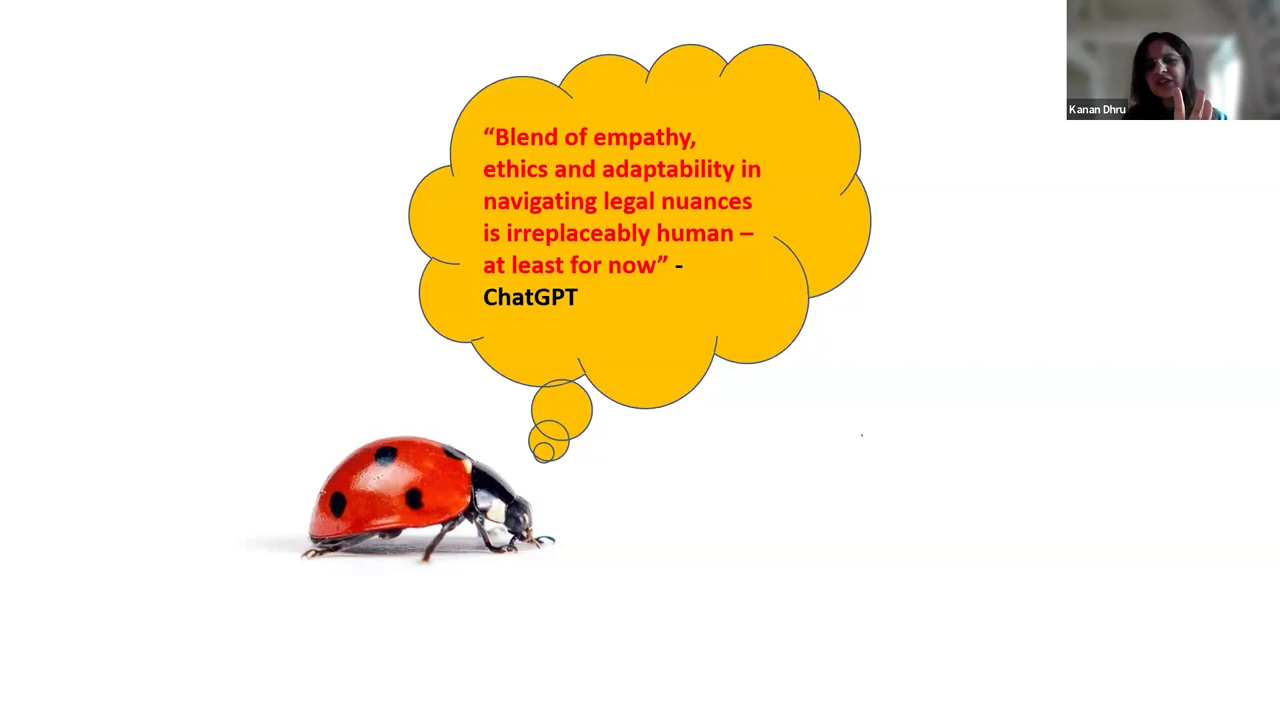 “Blend of empathy,
ethics and adaptability in
navigating legal nuances
is irreplaceably human –
at least for now” -
ChatGPT
Kanan Dhru